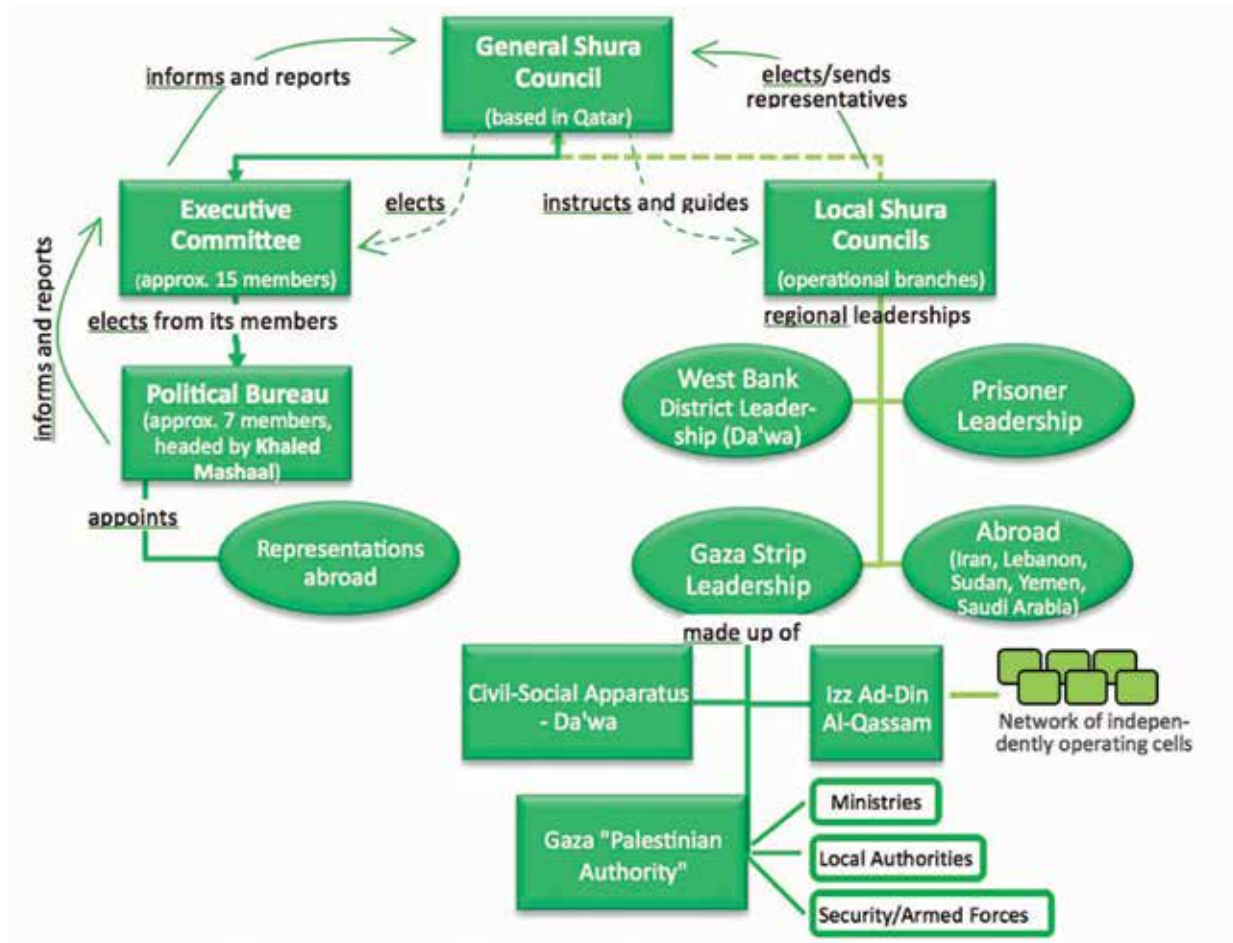 General Shura
Council
(based in Qatar)
informs and reports
elects/sends
representatives
elects
instructs and guides
Executive
Committee
(approx. 15 members)
Local Shura
Councils
(operational branches)
informs and reports
elects from its members
regional leaderships
Political Bureau
(approx. 7 members,
headed by Khaled
Mashaal)
West Bank
District Leader-
ship (Da'wa)
Prisoner
Leadership
appoints
Representations
abroad
Gaza Strip
Leadership
Abroad
(Iran, Lebanon,
Sudan, Yemen,
Saudi Arabia)
made up of
Civil-Social Apparatus
- Da'wa
Izz Ad-Din
Al-Qassam
Network of indepen-
dently operating cells
Gaza "Palestinian
Authority"
Ministries
Local Authorities
Security/Armed Forces